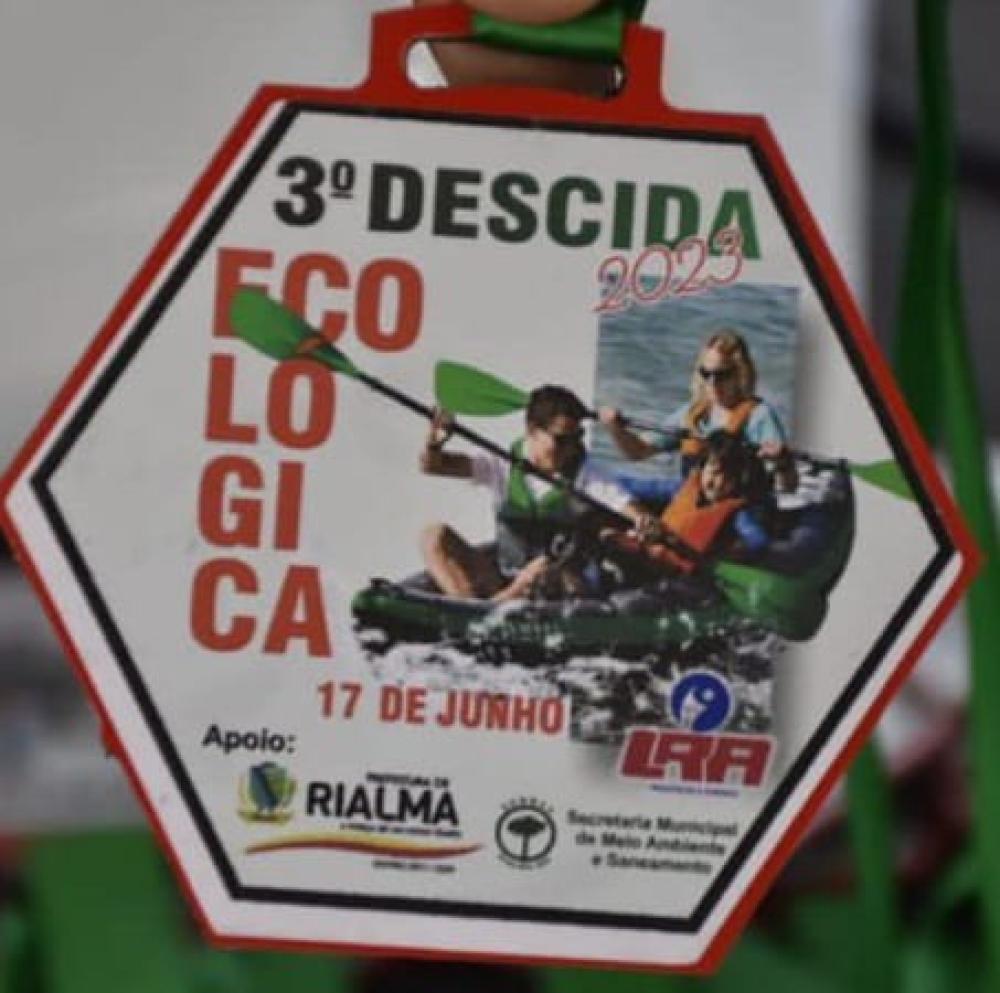 3º DESCIDA
2023
ECO
LO
GI
CA
17 DE JUNHO
LRA
Apoio:
PREFEITURA DE
RIALMA
Secretaria Municipal
de Meio Ambiente
e Saneamento